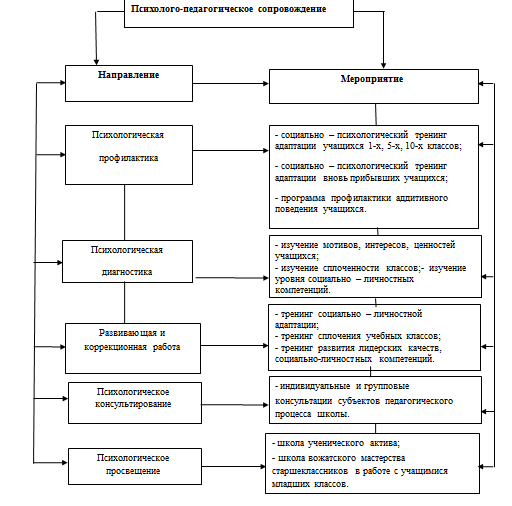 Психолого-педагогическое сопровождение
Направление
Мероприятие
Психологическая
профилактика
- социально – психологический тренинг
адаптации учащихся 1-х, 5-х, 10-х классов;
- социально – психологический тренинг
адаптации вновь прибывших учащихся;
- программа профилактики аддитивного
поведения учащихся.
Психологическая
диагностика
- изучение мотивов, интересов, ценностей
учащихся;
- изучение сплоченности классов;- изучение
уровня социально – личностных
компетенций.
Развивающая и
коррекционная работа
- тренинг социально – личностной
адаптации;
- тренинг сплочения учебных классов;
- тренинг развития лидерских качеств,
социально-личностных компетенций.
Психологическое
консультирование
- индивидуальные и групповые
консультации субъектов педагогического
процесса школы.
Психологическое
просвещение
- школа ученического актива;
- школа вожатского мастерства
старшеклассников в работе с учащимися
младших классов.